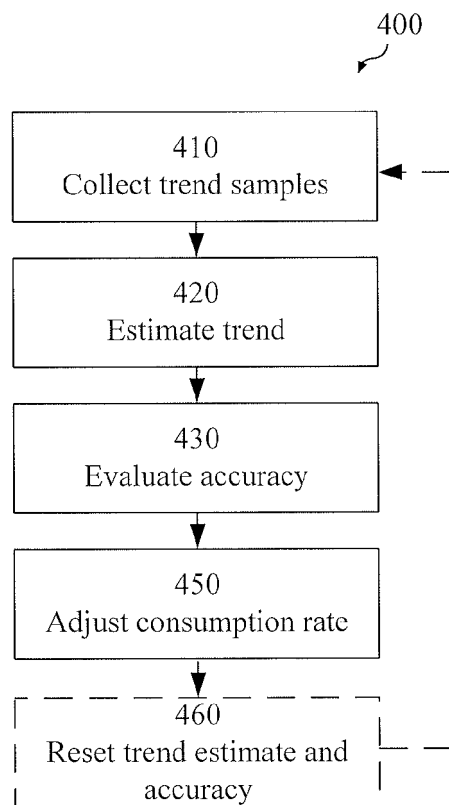 400
410
Collect trend samples
420
Estimate trend
430
Evaluate accuracy
450
Adjust consumption rate
460
Reset trend estimate and
accuracy